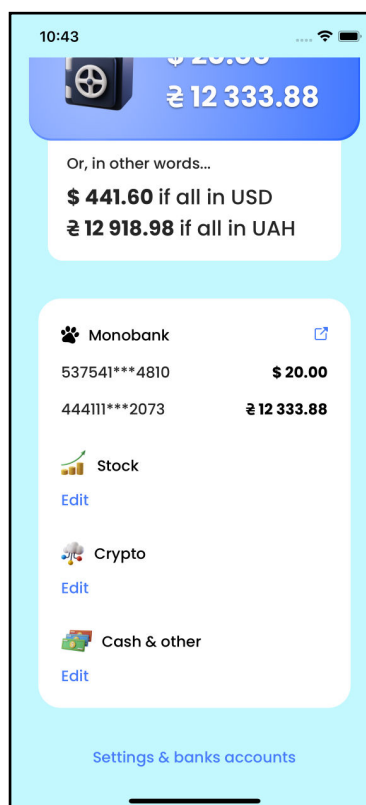 10:43
$ 20.00
₴ 12 333.88
Or, in other words...
$ 441.60 if all in USD
₴ 12 918.98 if all in UAH
Monobank
537541***4810 $ 20.00
444111***2073 ₴ 12 333.88
Stock
Edit
Crypto
Edit
Cash & other
Edit
Settings & banks accounts